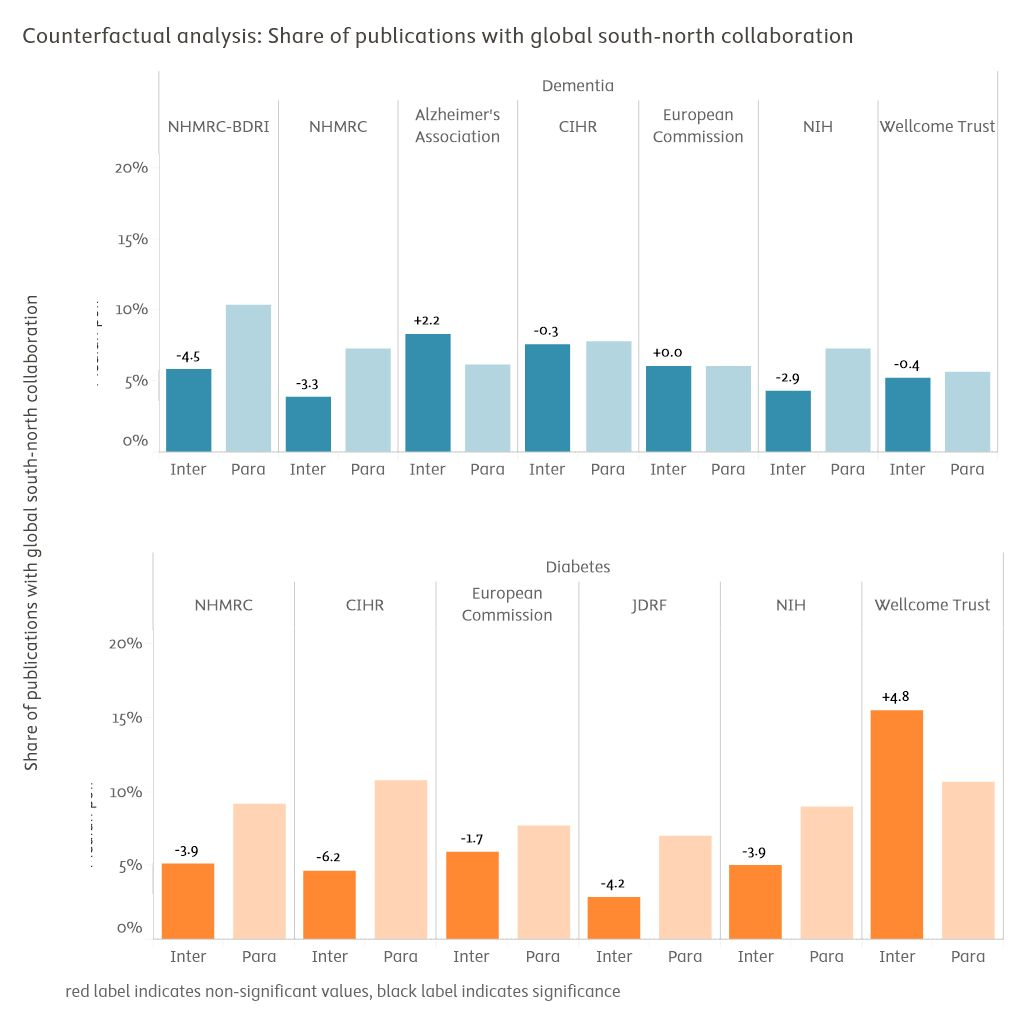 Counterfactual analysis: Share of publications with global south-north collaboration
Dementia
NHMRC-BDRI
NHMRC
Alzheimer's
Association
CIHR
European
Commission
NIH
Wellcome Trust
20%
15%
10%
5%
0%
-4.5
-3.3
+2.2
-0.3
+0.0
-2.9
-0.4
Inter Para Inter Para Inter Para Inter Para Inter Para Inter Para Inter Para
Share of publications with global south-north collaboration
Diabetes
NHMRC
CIHR
European
Commission
JDRF
NIH
Wellcome Trust
20%
15%
10%
5%
0%
-3.9
-6.2
-1.7
-4.2
-3.9
+4.8
Inter Para Inter Para Inter Para Inter Para Inter Para Inter Para
red label indicates non-significant values, black label indicates significance